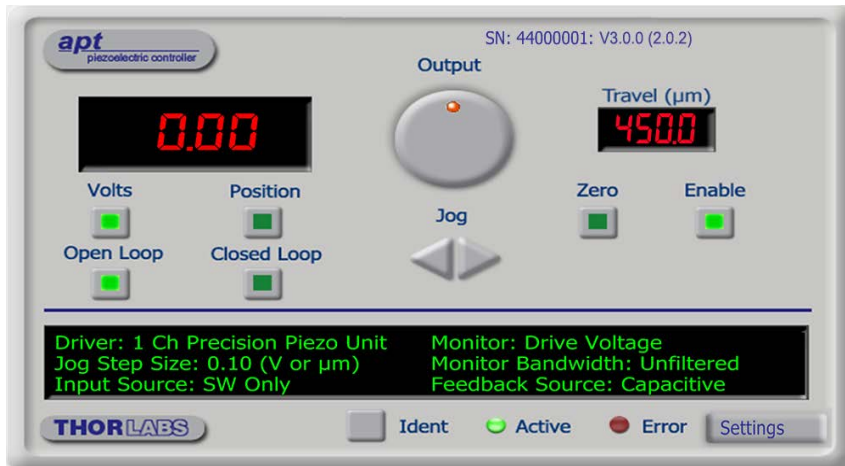 apt
piezoelectric controller
SN: 44000001: V3.0.0 (2.0.2)
Output
Travel (µm)
0.00
450.0
Volts
Position
Zero
Enable
Jog
Open Loop
Closed Loop
Driver: 1 Ch Precision Piezo Unit
Jog Step Size: 0.10 (V or µm)
Input Source: SW Only
Monitor: Drive Voltage
Monitor Bandwidth: Unfiltered
Feedback Source: Capacitive
THORLABS
Ident
Active
Error
Settings